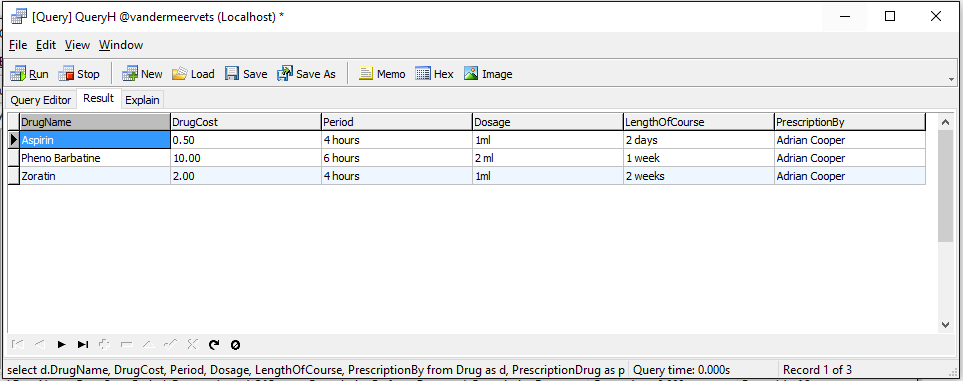 [Query] QueryH @vandermeervets (Localhost) *
File Edit View Window
Run Stop New Load Save Save As Memo Hex Image
Query Editor Result Explain
DrugName DrugCost Period Dosage LengthOfCourse PrescriptionBy
Aspirin 0.50 4 hours 1ml 2 days Adrian Cooper
Pheno Barbatine 10.00 6 hours 2 ml 1 week Adrian Cooper
Zoratin 2.00 4 hours 1ml 2 weeks Adrian Cooper
select d.DrugName, DrugCost, Period, Dosage, LengthOfCourse, PrescriptionBy from Drug as d, PrescriptionDrug as p Query time: 0.000s Record 1 of 3